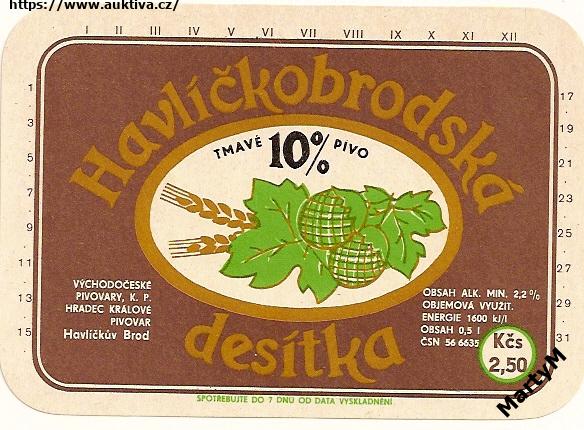 https://www.auktiva.cz/
I II III IV V VI VII VIII IX X XI XII
1
3
5
7
9
11
13
15
17
19
21
23
25
27
29
31
Havlíčkobrodská
TMAVÉ 10% PIVO
desítka
VÝCHODOČESKÉ
PIVOVARY, K. P.
HRADEC KRÁLOVÉ
PIVOVAR
Havlíčkův Brod
OBSAH ALK. MIN. 2,2 %
OBJEMOVÁ VYUŽIT.
ENERGIE 1600 kJ/l
OBSAH 0,5 l
ČSN 56 6635
Kčs
2,50
SPOTŘEBUJTE DO 7 DNU OD DATA VYSKLADNĚNÍ
MartyM